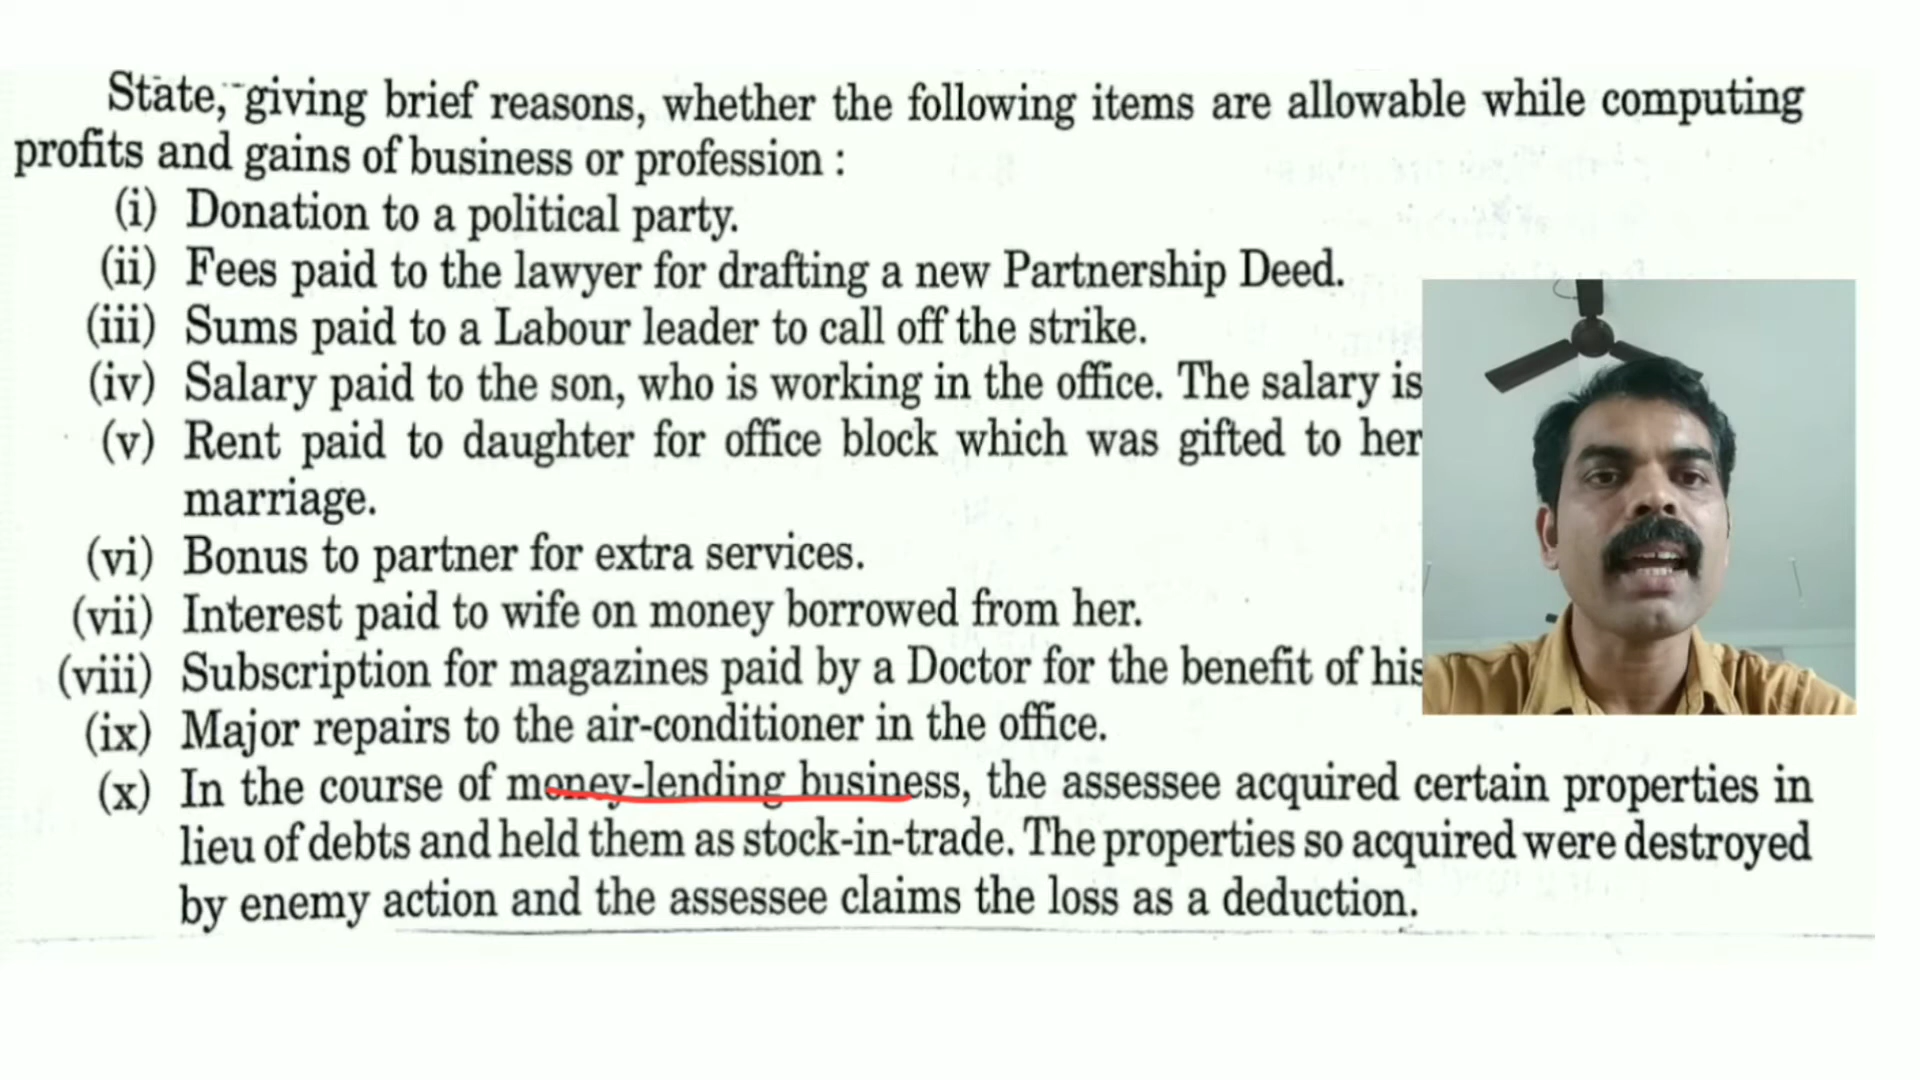 State, giving brief reasons, whether the following items are allowable while computing
profits and gains of business or profession :
(i) Donation to a political party.
(ii) Fees paid to the lawyer for drafting a new Partnership Deed.
(iii) Sums paid to a Labour leader to call off the strike.
(iv) Salary paid to the son, who is working in the office. The salary is
(v) Rent paid to daughter for office block which was gifted to her
marriage.
(vi) Bonus to partner for extra services.
(vii) Interest paid to wife on money borrowed from her.
(viii) Subscription for magazines paid by a Doctor for the benefit of his
(ix) Major repairs to the air-conditioner in the office.
(x) In the course of money-lending business, the assessee acquired certain properties in
lieu of debts and held them as stock-in-trade. The properties so acquired were destroyed
by enemy action and the assessee claims the loss as a deduction.